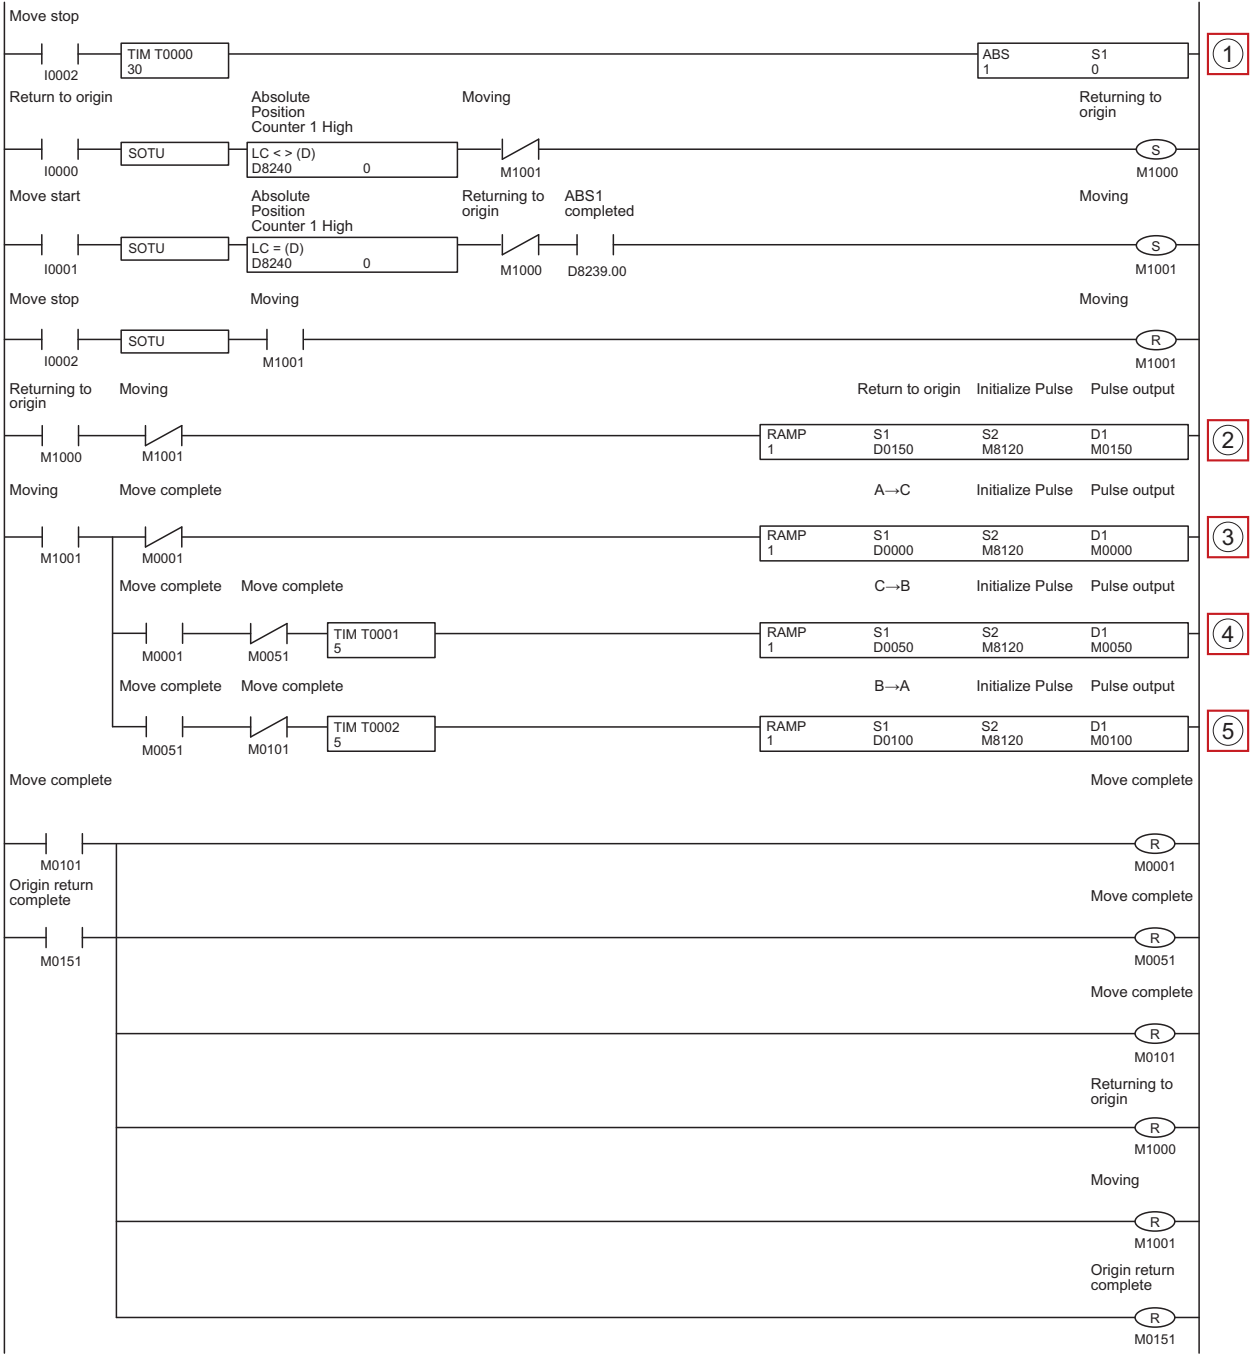 Move stop
I0002
TIM T0000
30
ABS S1
1 0
1
Return to origin
Absolute
Position
Counter 1 High
Moving
Returning to
origin
I0000
SOTU
LC < > (D)
D8240 0
M1001
S
M1000
Move start
Absolute
Position
Counter 1 High
Returning to
origin
ABS1
completed
Moving
I0001
SOTU
LC = (D)
D8240 0
M1000
D8239.00
S
M1001
Move stop
Moving
Moving
I0002
SOTU
M1001
R
M1001
Returning to
origin
Moving
Return to origin
Initialize Pulse
Pulse output
M1000
M1001
RAMP S1 S2 D1
1 D0150 M8120 M0150
2
Moving
Move complete
A→C
Initialize Pulse
Pulse output
M1001
M0001
RAMP S1 S2 D1
1 D0000 M8120 M0000
3
Move complete
Move complete
C→B
Initialize Pulse
Pulse output
M0001
M0051
TIM T0001
5
RAMP S1 S2 D1
1 D0050 M8120 M0050
4
Move complete
Move complete
B→A
Initialize Pulse
Pulse output
M0051
M0101
TIM T0002
5
RAMP S1 S2 D1
1 D0100 M8120 M0100
5
Move complete
Move complete
M0101
R
M0001
Origin return
complete
Move complete
M0151
R
M0051
Move complete
R
M0101
Returning to
origin
R
M1000
Moving
R
M1001
Origin return
complete
R
M0151